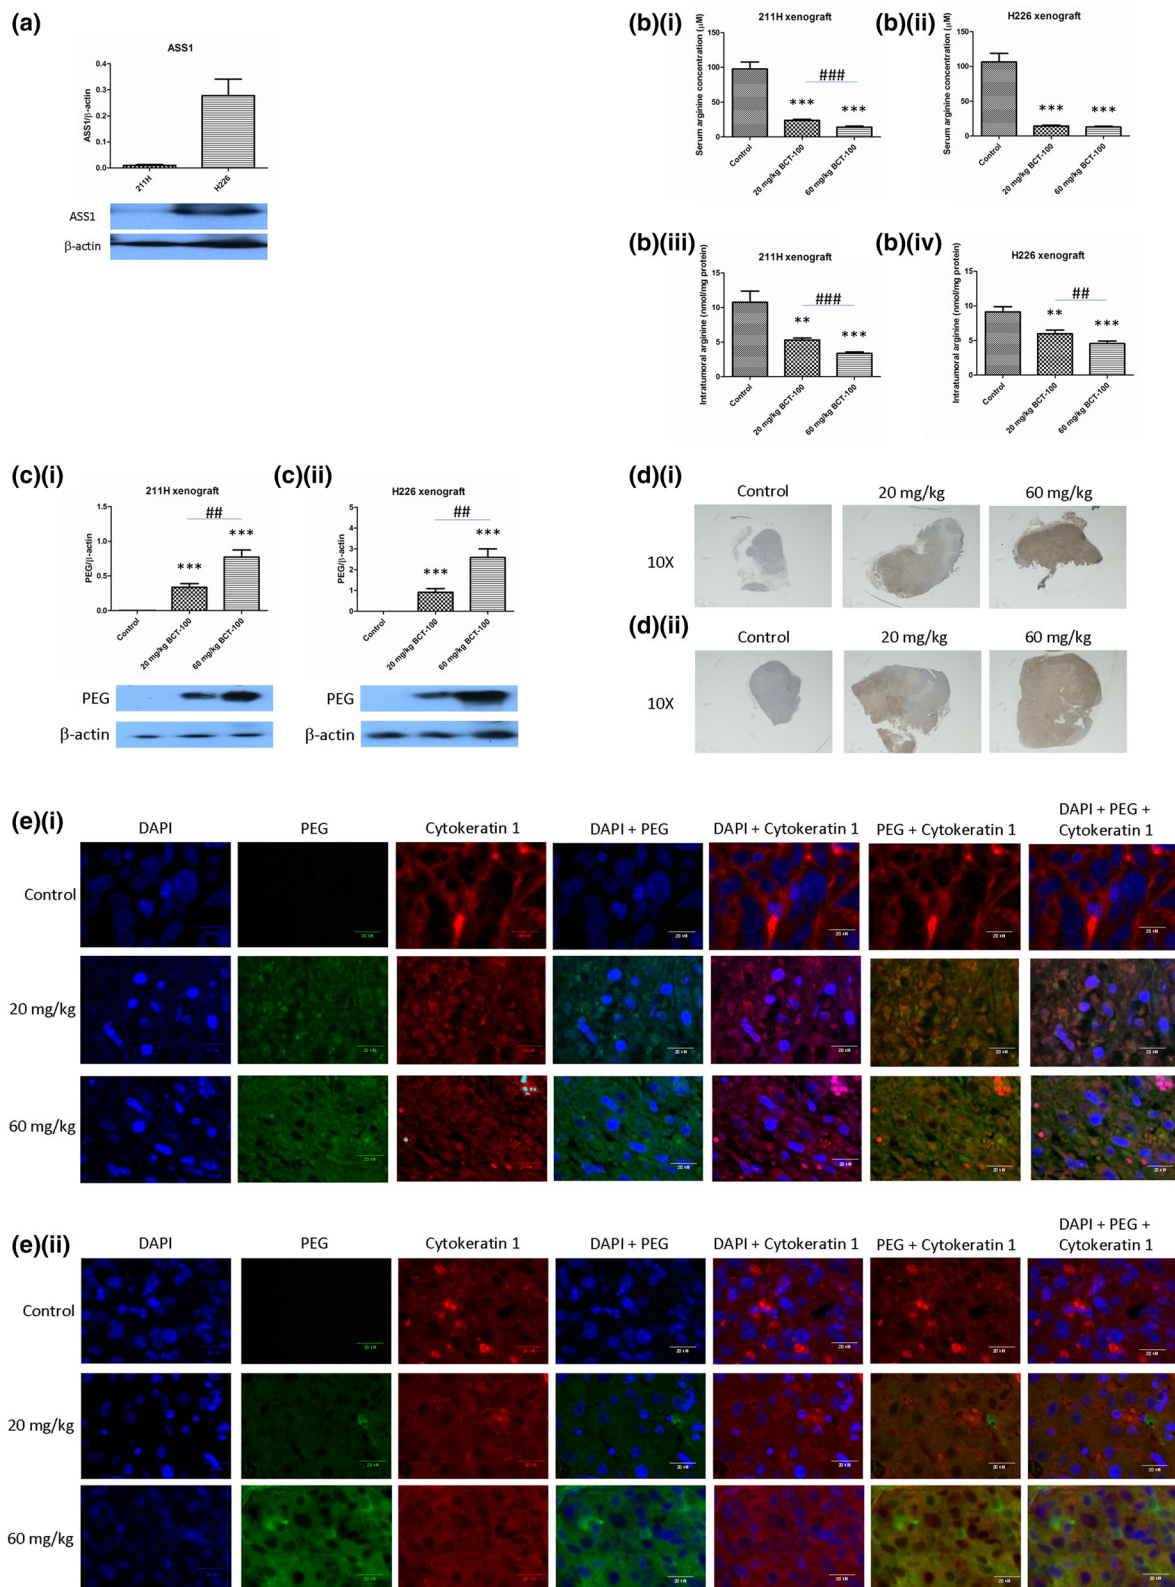 (a)
ASS1
ASS1/β-actin
0.4
0.3
0.2
0.1
0.0
211H
H226
ASS1
β-actin
(b)(i)
211H xenograft
Serum arginine concentration (μM)
150
100
50
0
###
***
***
Control
20 mg/kg BCT-100
60 mg/kg BCT-100
(b)(ii)
H226 xenograft
Serum arginine concentration (μM)
150
100
50
0
***
***
Control
20 mg/kg BCT-100
60 mg/kg BCT-100
(b)(iii)
211H xenograft
Intratumoral arginine (nmol/mg protein)
15
10
5
0
###
**
***
Control
20 mg/kg BCT-100
60 mg/kg BCT-100
(b)(iv)
H226 xenograft
Intratumoral arginine (nmol/mg protein)
15
10
5
0
##
**
***
Control
20 mg/kg BCT-100
60 mg/kg BCT-100
(c)(i)
211H xenograft
PEG/β-actin
1.5
1.0
0.5
0.0
##
***
***
Control
20 mg/kg BCT-100
60 mg/kg BCT-100
PEG
β-actin
(c)(ii)
H226 xenograft
PEG/β-actin
5
4
3
2
1
0
##
***
***
Control
20 mg/kg BCT-100
60 mg/kg BCT-100
PEG
β-actin
(d)(i)
Control
20 mg/kg
60 mg/kg
10X
(d)(ii)
Control
20 mg/kg
60 mg/kg
10X
(e)(i)
DAPI
PEG
Cytokeratin 1
DAPI + PEG
DAPI + Cytokeratin 1
PEG + Cytokeratin 1
DAPI + PEG +
Cytokeratin 1
Control
20 mg/kg
60 mg/kg
(e)(ii)
DAPI
PEG
Cytokeratin 1
DAPI + PEG
DAPI + Cytokeratin 1
PEG + Cytokeratin 1
DAPI + PEG +
Cytokeratin 1
Control
20 mg/kg
60 mg/kg